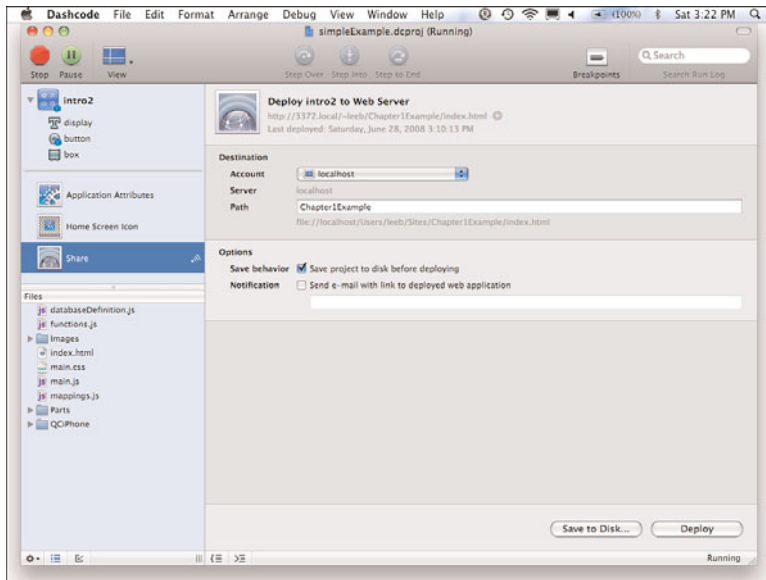 Dashcode File Edit Format Arrange Debug View Window Help (100%) Sat 3:22 PM
simpleExample.dcproj (Running)
Stop Pause View Step Over Step Into Step to End Breakpoints Search Run Log
Search
intro2
display
button
box
Application Attributes
Home Screen Icon
Share
Files
databaseDefinition.js
functions.js
Images
index.html
main.css
main.js
mappings.js
Parts
QCiPhone
Deploy intro2 to Web Server
http://3372.local/~leeb/Chapter1Example/index.html
Last deployed: Saturday, June 28, 2008 3:10:13 PM
Destination
Account localhost
Server localhost
Path Chapter1Example
file://localhost/Users/leeb/Sites/Chapter1Example/index.html
Options
Save behavior Save project to disk before deploying
Notification Send e-mail with link to deployed web application
Save to Disk... Deploy
Running